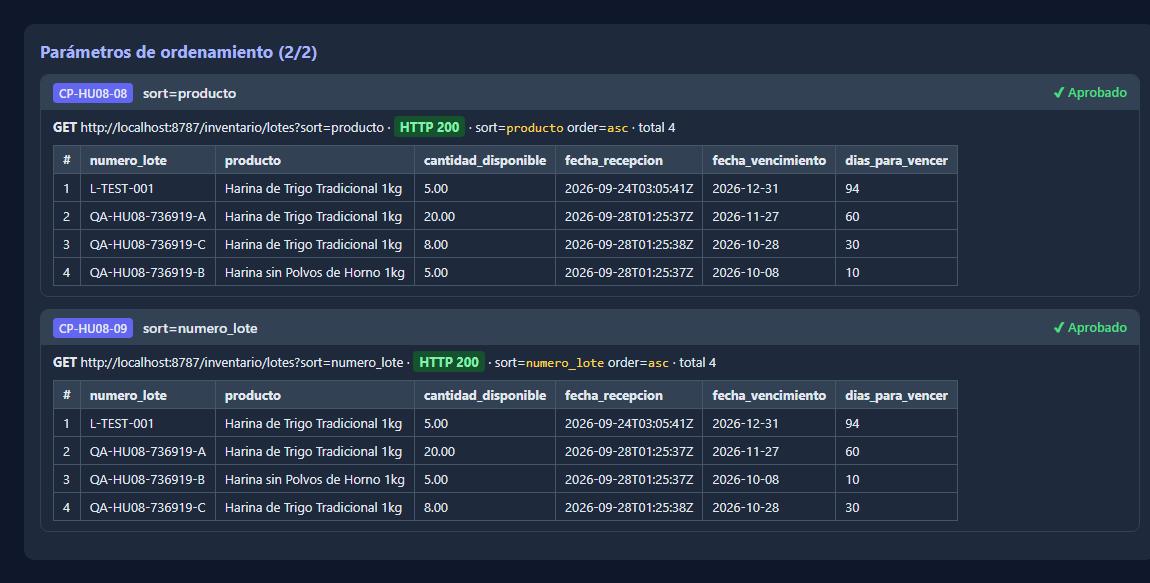 Parámetros de ordenamiento (2/2)
CP-HU08-08 sort=producto ✓ Aprobado
GET http://localhost:8787/inventario/lotes?sort=producto · HTTP 200 · sort=producto order=asc · total 4
# numero_lote producto cantidad_disponible fecha_recepcion fecha_vencimiento dias_para_vencer
1 L-TEST-001 Harina de Trigo Tradicional 1kg 5.00 2026-09-24T03:05:41Z 2026-12-31 94
2 QA-HU08-736919-A Harina de Trigo Tradicional 1kg 20.00 2026-09-28T01:25:37Z 2026-11-27 60
3 QA-HU08-736919-C Harina de Trigo Tradicional 1kg 8.00 2026-09-28T01:25:38Z 2026-10-28 30
4 QA-HU08-736919-B Harina sin Polvos de Horno 1kg 5.00 2026-09-28T01:25:37Z 2026-10-08 10
CP-HU08-09 sort=numero_lote ✓ Aprobado
GET http://localhost:8787/inventario/lotes?sort=numero_lote · HTTP 200 · sort=numero_lote order=asc · total 4
# numero_lote producto cantidad_disponible fecha_recepcion fecha_vencimiento dias_para_vencer
1 L-TEST-001 Harina de Trigo Tradicional 1kg 5.00 2026-09-24T03:05:41Z 2026-12-31 94
2 QA-HU08-736919-A Harina de Trigo Tradicional 1kg 20.00 2026-09-28T01:25:37Z 2026-11-27 60
3 QA-HU08-736919-B Harina sin Polvos de Horno 1kg 5.00 2026-09-28T01:25:37Z 2026-10-08 10
4 QA-HU08-736919-C Harina de Trigo Tradicional 1kg 8.00 2026-09-28T01:25:38Z 2026-10-28 30